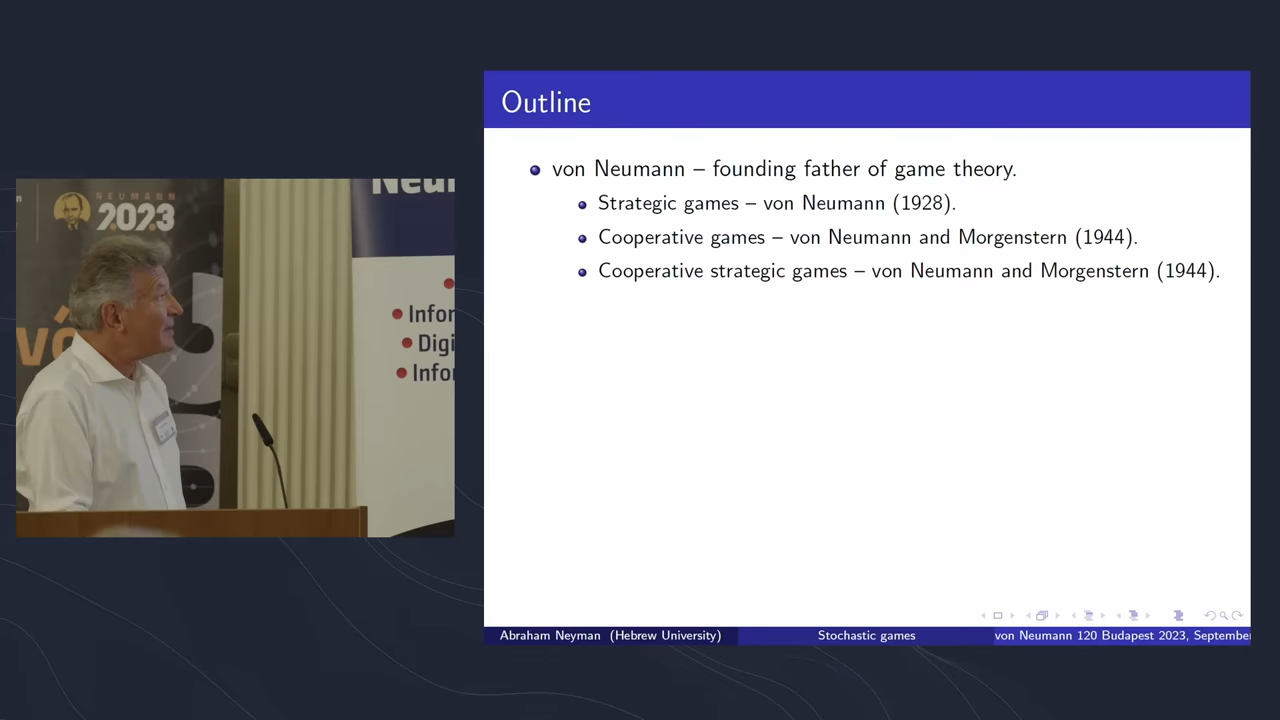 NEUMANN
2023
Neum
Infor
Digi
Infor
Outline
von Neumann – founding father of game theory.
Strategic games – von Neumann (1928).
Cooperative games – von Neumann and Morgenstern (1944).
Cooperative strategic games – von Neumann and Morgenstern (1944).
Abraham Neyman (Hebrew University)
Stochastic games
von Neumann 120 Budapest 2023, September